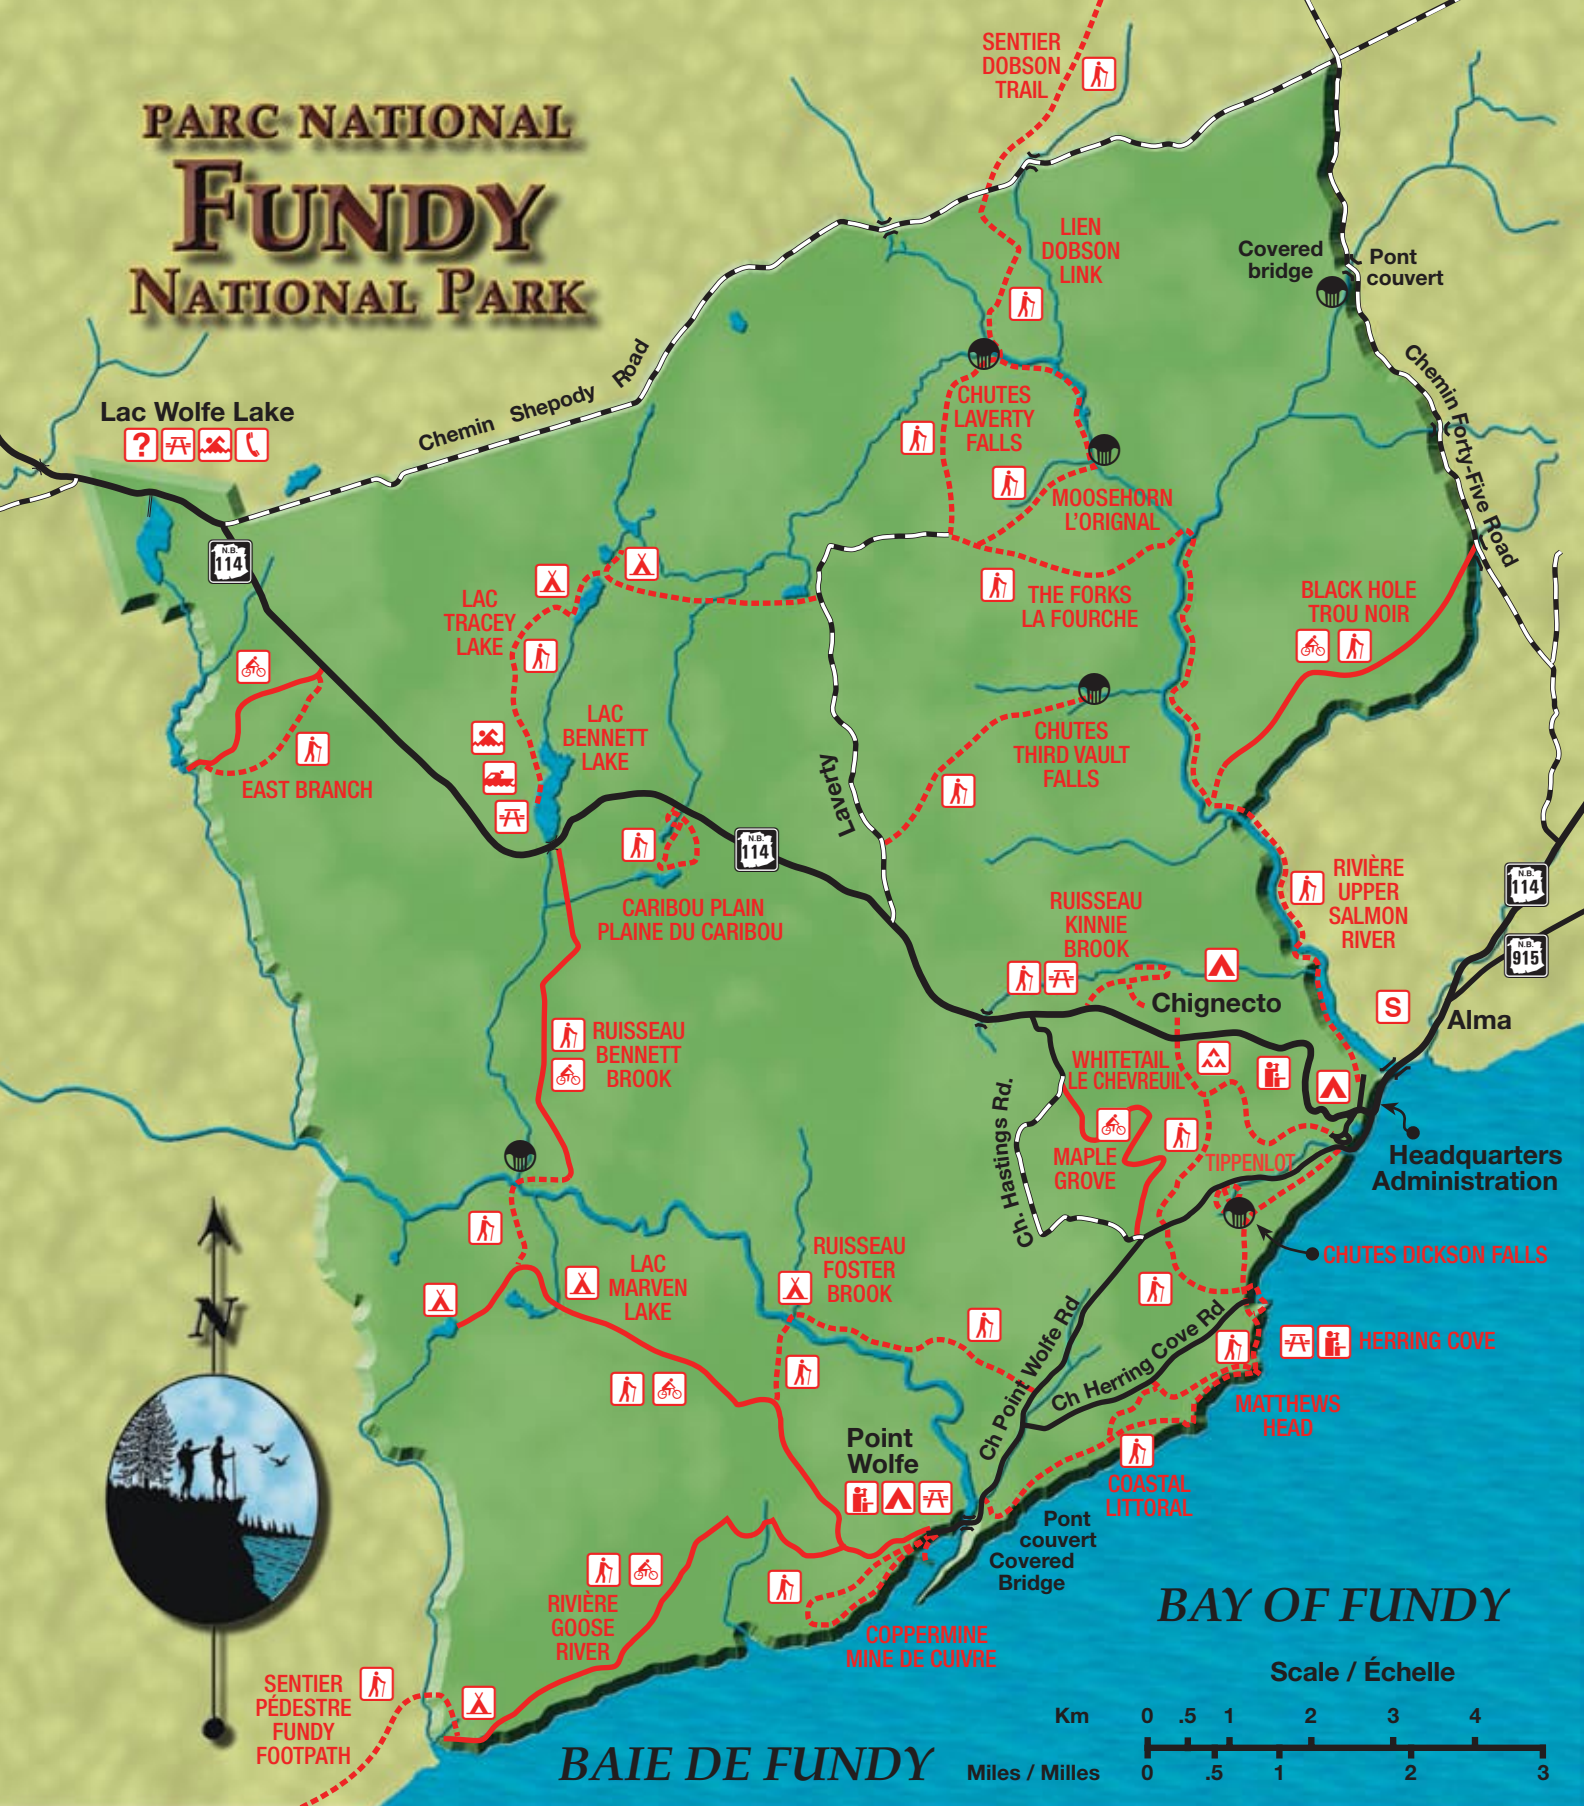 PARC NATIONAL
FUNDY
NATIONAL PARK
SENTIER
DOBSON
TRAIL
LIEN
DOBSON
LINK
Covered
bridge
Pont
couvert
Chemin Forty-Five Road
Chemin Shepody Road
Lac Wolfe Lake
?
N.B.
114
CHUTES
LAVERTY
FALLS
MOOSEHORN
L'ORIGNAL
THE FORKS
LA FOURCHE
BLACK HOLE
TROU NOIR
LAC
TRACEY
LAKE
LAC
BENNETT
LAKE
EAST BRANCH
CHUTES
THIRD VAULT
FALLS
Laverty
N.B.
114
CARIBOU PLAIN
PLAINE DU CARIBOU
RIVIÈRE
UPPER
SALMON
RIVER
N.B.
114
N.B.
915
RUISSEAU
KINNIE
BROOK
Chignecto
S
Alma
RUISSEAU
BENNETT
BROOK
WHITETAIL
LE CHEVREUIL
Ch. Hastings Rd.
MAPLE
GROVE
TIPPENLOT
Headquarters
Administration
CHUTES DICKSON FALLS
N
LAC
MARVEN
LAKE
RUISSEAU
FOSTER
BROOK
Ch Point Wolfe Rd
Ch Herring Cove Rd
HERRING COVE
MATTHEWS
HEAD
Point
Wolfe
COASTAL
LITTORAL
Pont
couvert
Covered
Bridge
RIVIÈRE
GOOSE
RIVER
COPPERMINE
MINE DE CUIVRE
SENTIER
PÉDESTRE
FUNDY
FOOTPATH
BAY OF FUNDY
BAIE DE FUNDY
Scale / Échelle
Km 0 .5 1 2 3 4
Miles / Milles 0 .5 1 2 3